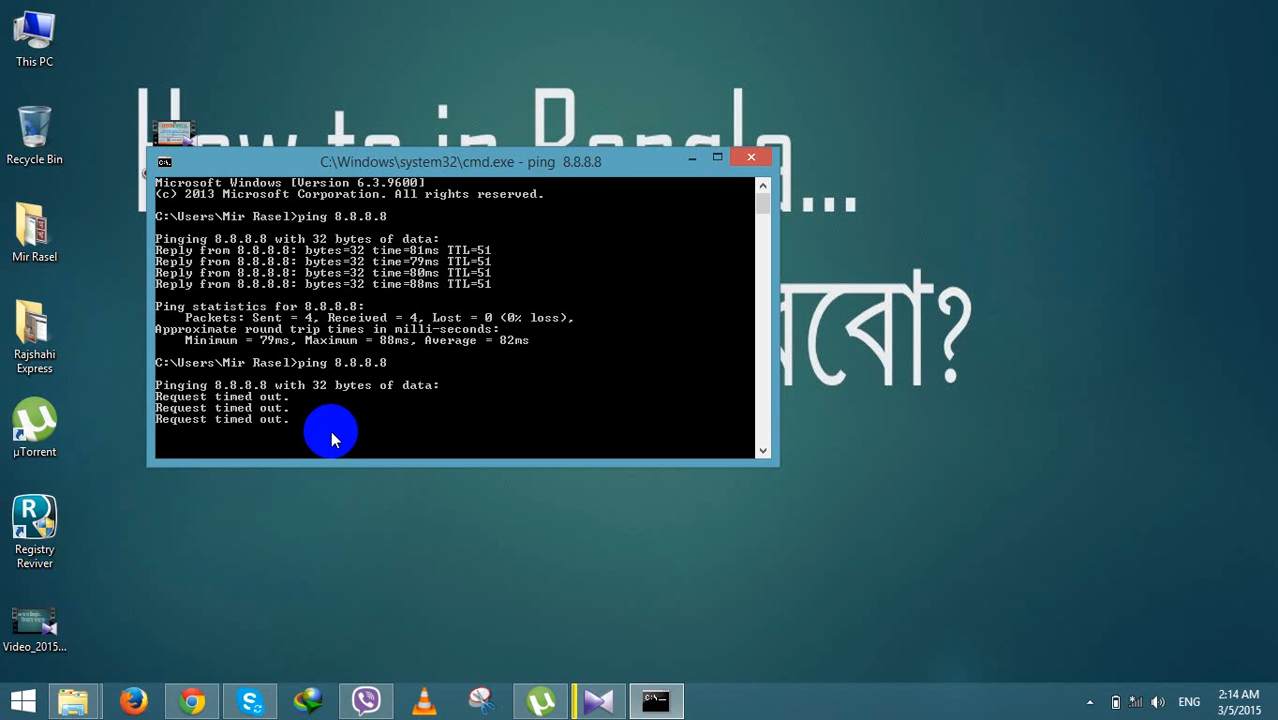 This PC
Recycle Bin
Mir Rasel
Rajshahi
Express
µTorrent
Registry
Reviver
Video_2015...
How to in Bangla...
?
C:\Windows\system32\cmd.exe - ping 8.8.8.8
Microsoft Windows [Version 6.3.9600]
(c) 2013 Microsoft Corporation. All rights reserved.
C:\Users\Mir Rasel>ping 8.8.8.8
Pinging 8.8.8.8 with 32 bytes of data:
Reply from 8.8.8.8: bytes=32 time=81ms TTL=51
Reply from 8.8.8.8: bytes=32 time=79ms TTL=51
Reply from 8.8.8.8: bytes=32 time=80ms TTL=51
Reply from 8.8.8.8: bytes=32 time=88ms TTL=51
Ping statistics for 8.8.8.8:
Packets: Sent = 4, Received = 4, Lost = 0 (0% loss),
Approximate round trip times in milli-seconds:
Minimum = 79ms, Maximum = 88ms, Average = 82ms
C:\Users\Mir Rasel>ping 8.8.8.8
Pinging 8.8.8.8 with 32 bytes of data:
Request timed out.
Request timed out.
Request timed out.
ENG
2:14 AM
3/5/2015